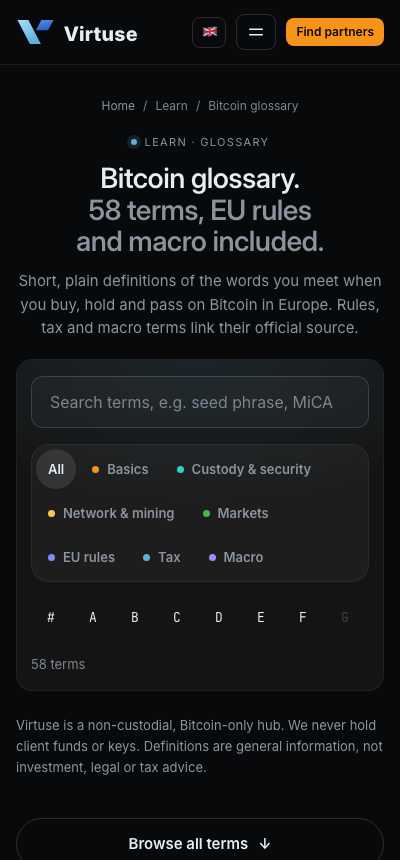 Virtuse
Find partners
Home / Learn / Bitcoin glossary
LEARN · GLOSSARY
Bitcoin glossary.
58 terms, EU rules
and macro included.
Short, plain definitions of the words you meet when
you buy, hold and pass on Bitcoin in Europe. Rules,
tax and macro terms link their official source.
Search terms, e.g. seed phrase, MiCA
All Basics Custody & security
Network & mining Markets
EU rules Tax Macro
# A B C D E F G
58 terms
Virtuse is a non-custodial, Bitcoin-only hub. We never hold
client funds or keys. Definitions are general information, not
investment, legal or tax advice.
Browse all terms ↓